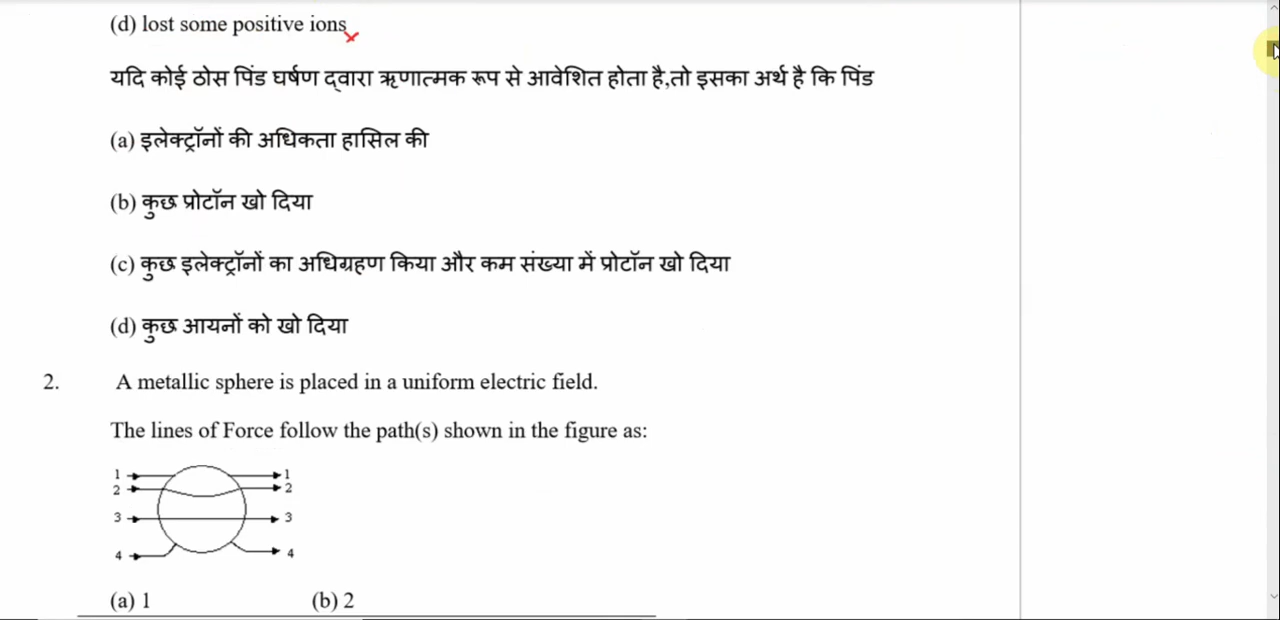 (d) lost some positive ions
यदि कोई ठोस पिंड घर्षण द्वारा ऋणात्मक रूप से आवेशित होता है,तो इसका अर्थ है कि पिंड
(a) इलेक्ट्रॉनों की अधिकता हासिल की
(b) कुछ प्रोटॉन खो दिया
(c) कुछ इलेक्ट्रॉनों का अधिग्रहण किया और कम संख्या में प्रोटॉन खो दिया
(d) कुछ आयनों को खो दिया
2. A metallic sphere is placed in a uniform electric field.
The lines of Force follow the path(s) shown in the figure as:
1 1
2 2
3 3
4 4
(a) 1 (b) 2